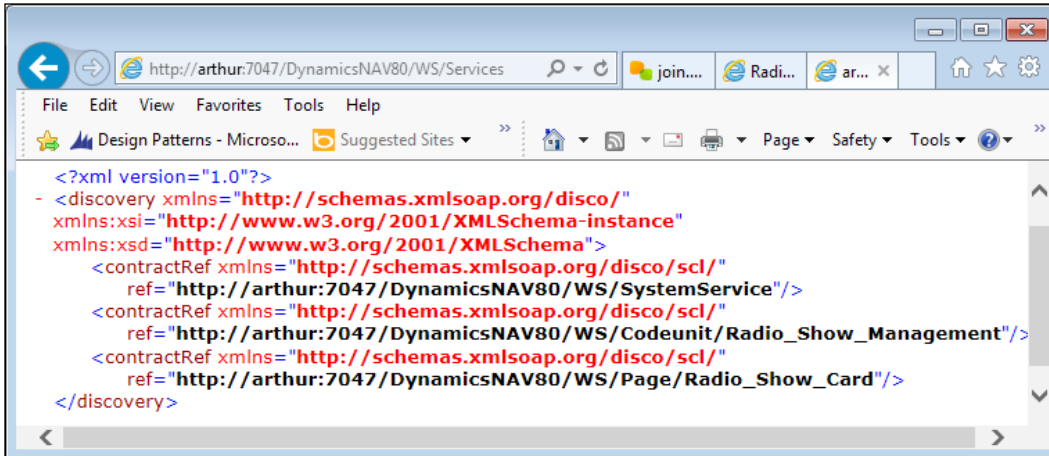 http://arthur:7047/DynamicsNAV80/WS/Services
join....
Radi...
ar...
File Edit View Favorites Tools Help
Design Patterns - Microso... Suggested Sites Page Safety Tools
<?xml version="1.0"?>
- <discovery xmlns="http://schemas.xmlsoap.org/disco/"
xmlns:xsi="http://www.w3.org/2001/XMLSchema-instance"
xmlns:xsd="http://www.w3.org/2001/XMLSchema">
<contractRef xmlns="http://schemas.xmlsoap.org/disco/scl/"
ref="http://arthur:7047/DynamicsNAV80/WS/SystemService"/>
<contractRef xmlns="http://schemas.xmlsoap.org/disco/scl/"
ref="http://arthur:7047/DynamicsNAV80/WS/Codeunit/Radio_Show_Management"/>
<contractRef xmlns="http://schemas.xmlsoap.org/disco/scl/"
ref="http://arthur:7047/DynamicsNAV80/WS/Page/Radio_Show_Card"/>
</discovery>